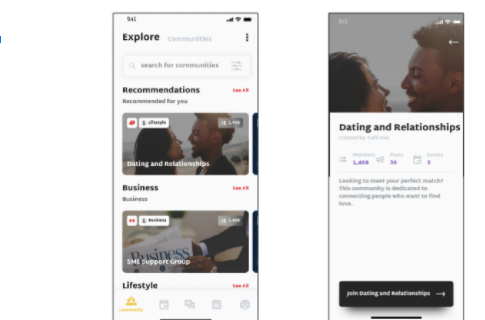 9:41
Explore Communities
search for communities
Recommendations See All
Recommended for you
Lifestyle 1,458
Dating and Relationships
Business See All
Business
Business 1,458
Business
SME Support Group
Lifestyle See All
Community
9:41
Dating and Relationships
Created by
Members Posts Events
1,458 34 3
Looking to meet your perfect match?
This community is dedicated to
connecting people who want to find
love.
Join Dating and Relationships